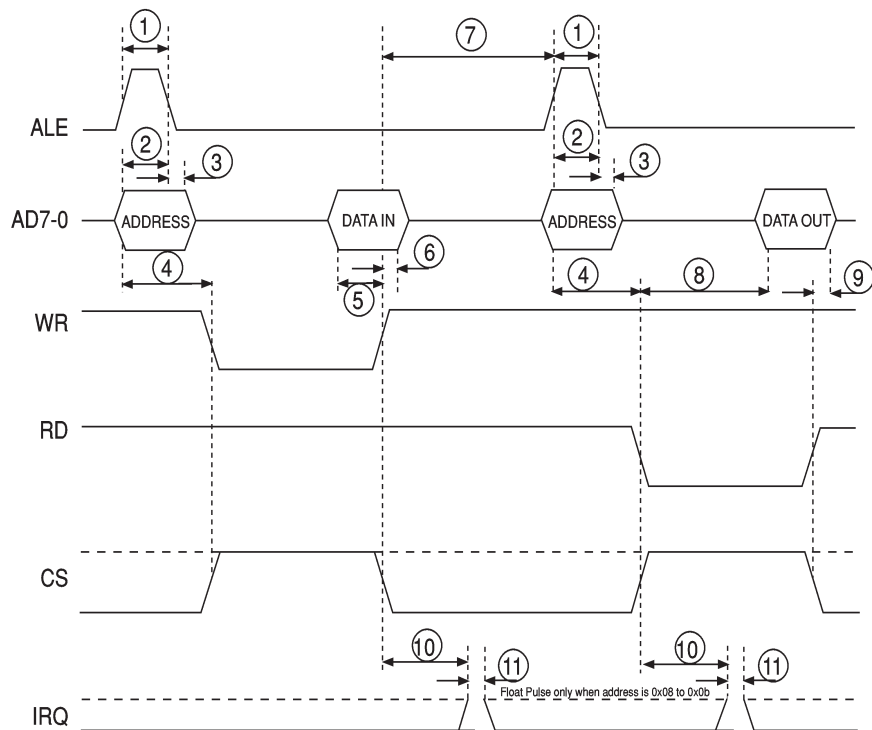 1
7
1
ALE
2
3
2
3
AD7-0
ADDRESS
DATA IN
ADDRESS
DATA OUT
4
5
6
4
8
9
WR
RD
CS
10
11
10
11
Float Pulse only when address is 0x08 to 0x0b
IRQ